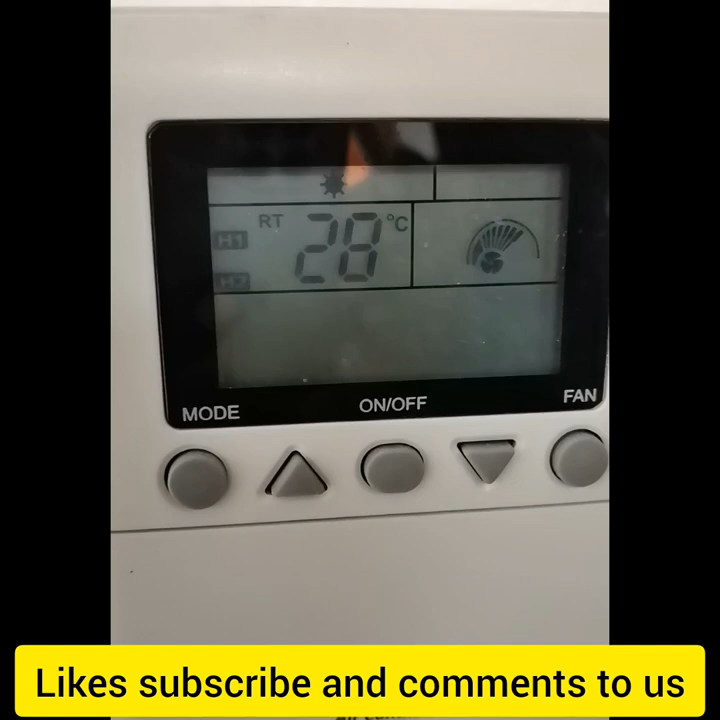 RT 28 °C
H1
H2
MODE ON/OFF FAN
Likes subscribe and comments to us